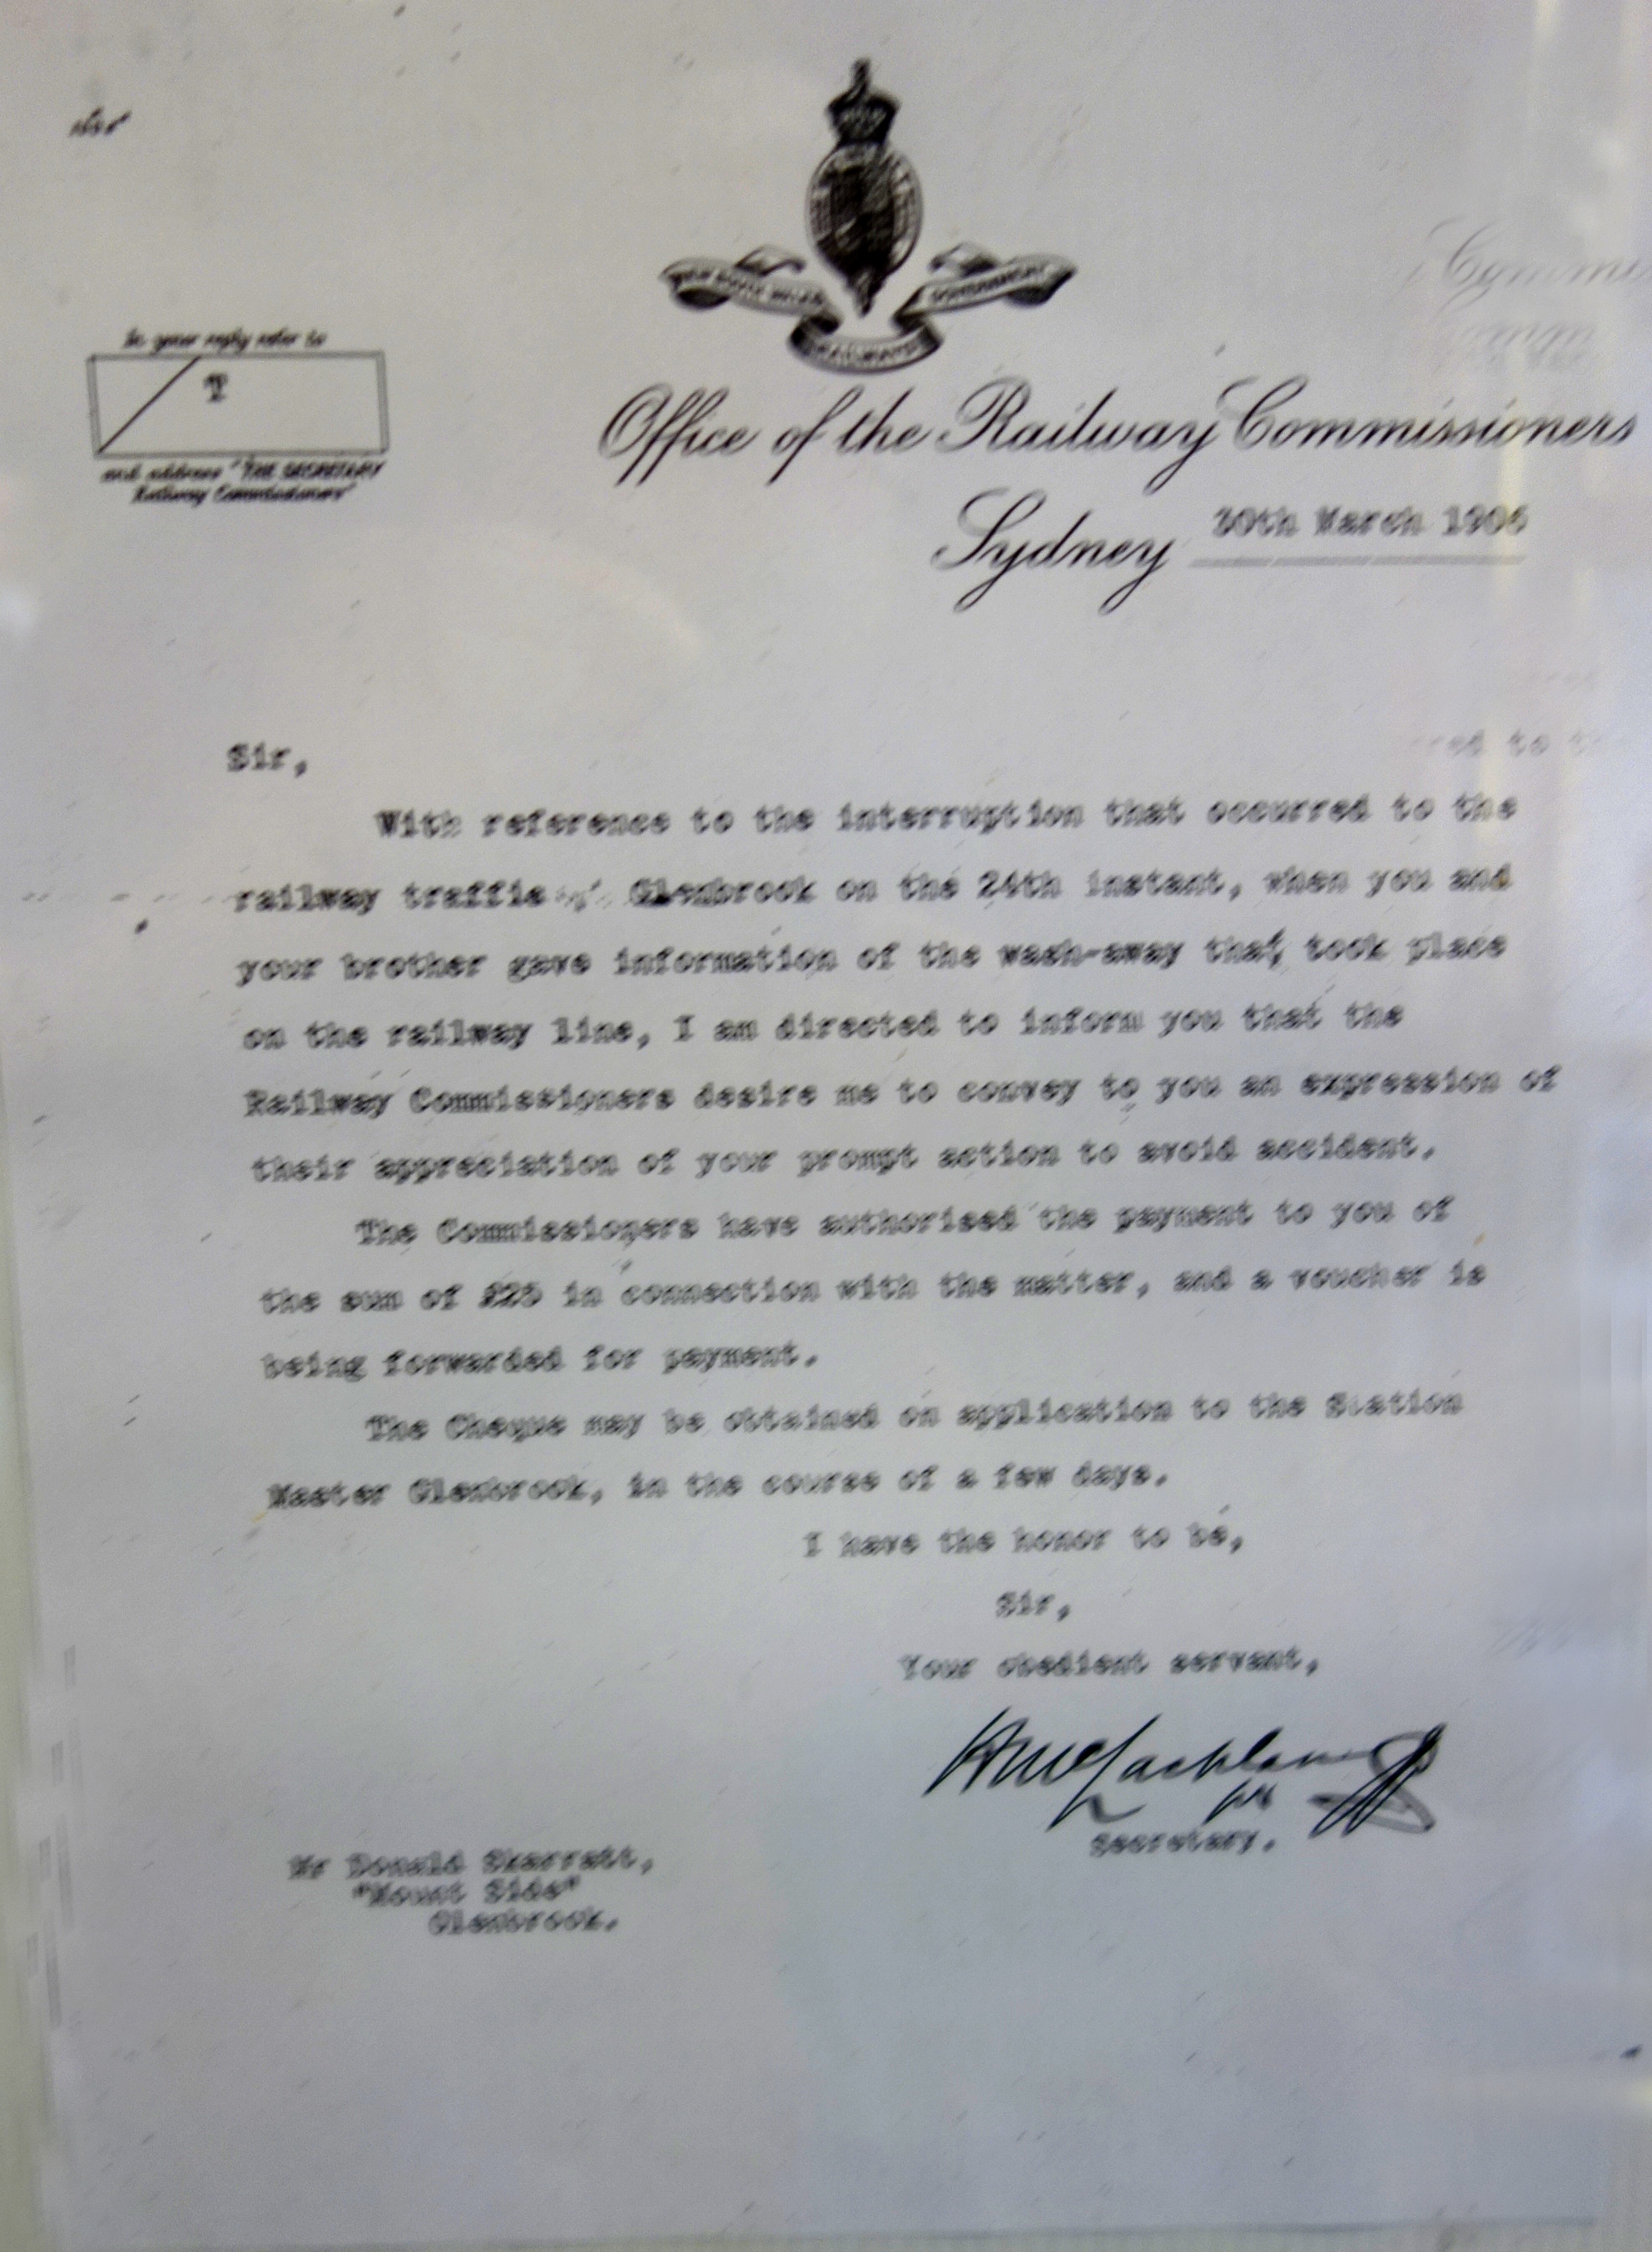 NEW SOUTH WALES GOVERNMENT
RAILWAYS
In your reply refer to
T
and address "THE SECRETARY
Railway Commissioners"
Office of the Railway Commissioners
Sydney
March 1906
Sir,
With reference to the interruption that occurred to the
railway traffic Glenbrook on the 24th instant, when you and
your brother gave information of the wash-away that took place
on the railway line, I am directed to inform you that the
Railway Commissioners desire me to convey to you an expression of
their appreciation of your prompt action to avoid accident.
The Commissioners have authorised the payment to you of
the sum of £25 in connection with the matter, and a voucher is
being forwarded for payment.
The Cheque may be obtained on application to the Station
Master Glenbrook, in the course of a few days.
I have the honor to be,
Sir,
Your obedient servant,
H McLachlan
Secretary.
Mr Donald Skarratt,
"Mount Side"
Glenbrook.